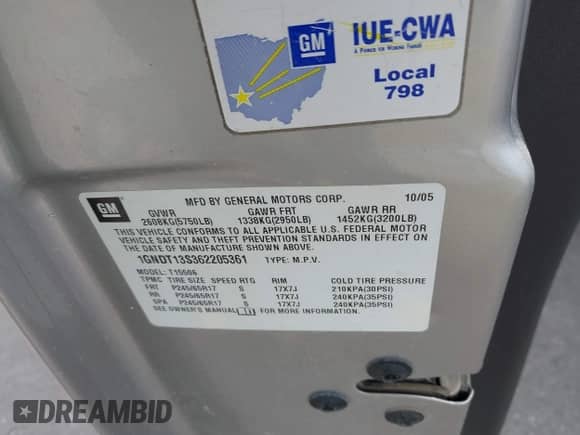 GM
IUE-CWA
A FORCE FOR WORKING FAMILIES
Local
798
GM
MFD BY GENERAL MOTORS CORP. 10/05
GVWR GAWR FRT GAWR RR
2608KG(5750LB) 1338KG(2950LB) 1452KG(3200LB)
THIS VEHICLE CONFORMS TO ALL APPLICABLE U.S. FEDERAL MOTOR
VEHICLE SAFETY AND THEFT PREVENTION STANDARDS IN EFFECT ON
THE DATE OF MANUFACTURE SHOWN ABOVE.
1GNDT13S362205361 TYPE: M.P.V.
MODEL: T15506
TPMC TIRE SIZE SPEED RTG RIM COLD TIRE PRESSURE
FRT P245/65R17 S 17X7J 210KPA(30PSI)
RR P245/65R17 S 17X7J 240KPA(35PSI)
SPA P245/65R17 S 17X7J 240KPA(35PSI)
SEE OWNER'S MANUAL FOR MORE INFORMATION
DREAMBID